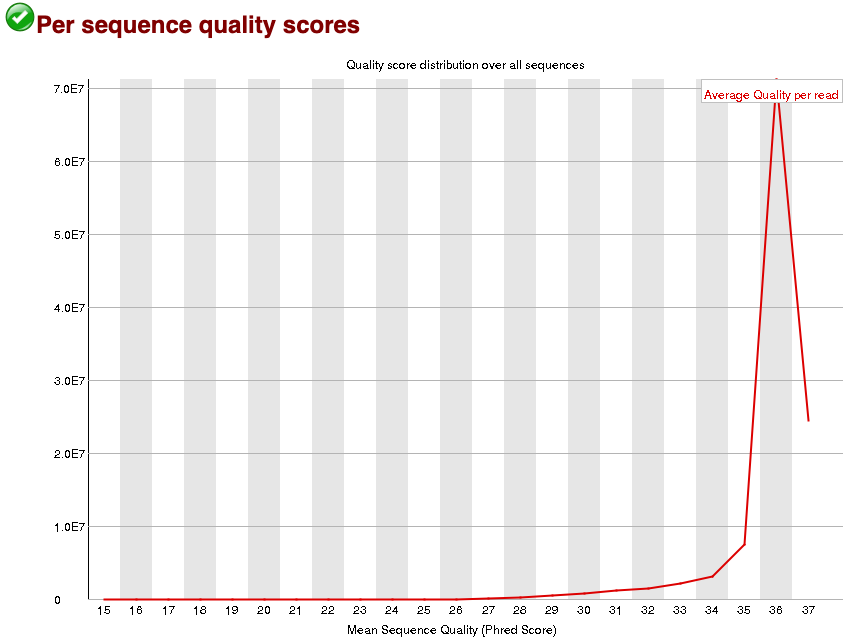 Per sequence quality scores
Quality score distribution over all sequences
Average Quality per read
7.0E7
6.0E7
5.0E7
4.0E7
3.0E7
2.0E7
1.0E7
0
15 16 17 18 19 20 21 22 23 24 25 26 27 28 29 30 31 32 33 34 35 36 37
Mean Sequence Quality (Phred Score)